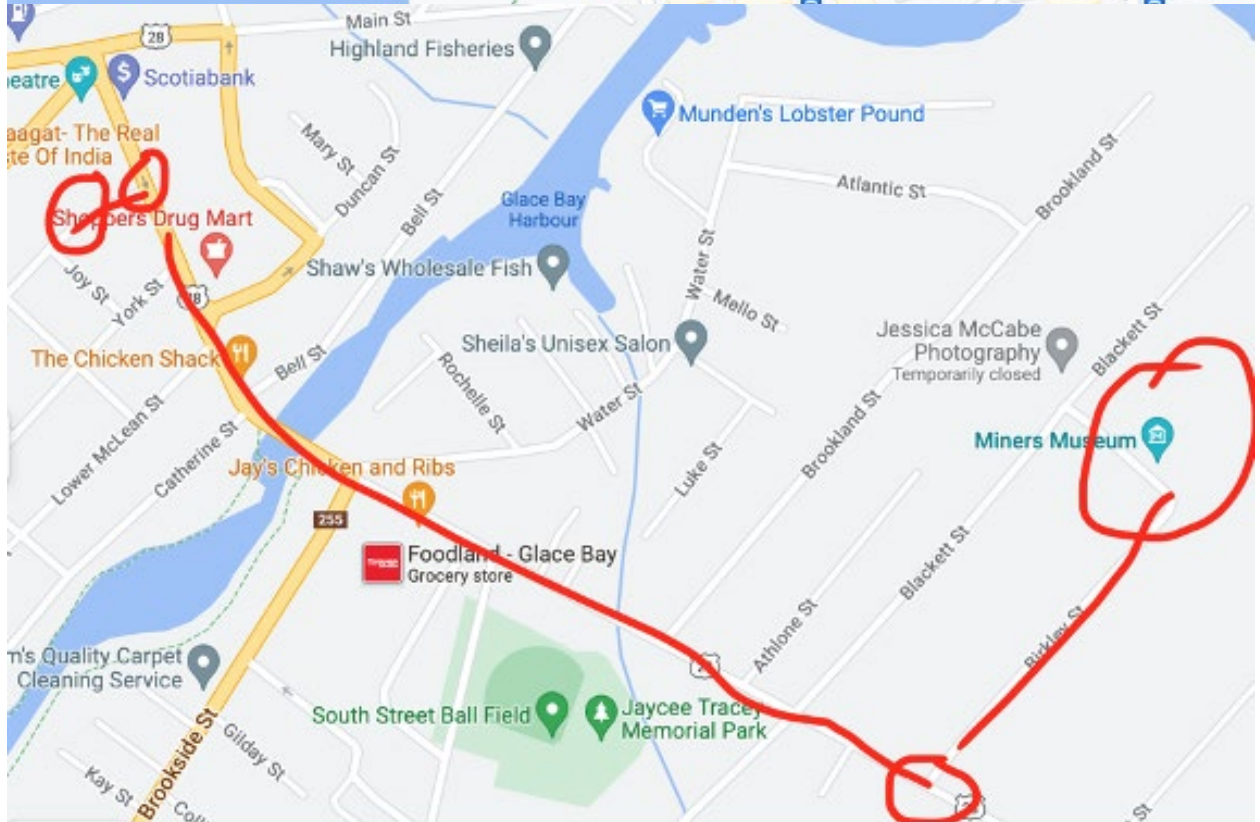 28
Main St
Highland Fisheries
eatre
Scotiabank
Munden's Lobster Pound
aagat- The Real
te Of India
Mary St
Duncan St
Bell St
Atlantic St
Brookland St
Glace Bay
Harbour
Shoppers Drug Mart
Joy St
York St
28
Shaw's Wholesale Fish
Water St
Mello St
Blackett St
Jessica McCabe
Photography
Temporarily closed
The Chicken Shack
Bell St
Sheila's Unisex Salon
Rochelle St
Water St
Brookland St
Miners Museum
Lower McLean St
Catherine St
Luke St
Jay's Chicken and Ribs
255
Foodland - Glace Bay
Grocery store
Blackett St
Athlone St
Birkley St
m's Quality Carpet
Cleaning Service
South Street Ball Field
Jaycee Tracey
Memorial Park
Gilday St
Kay St
Brookside St